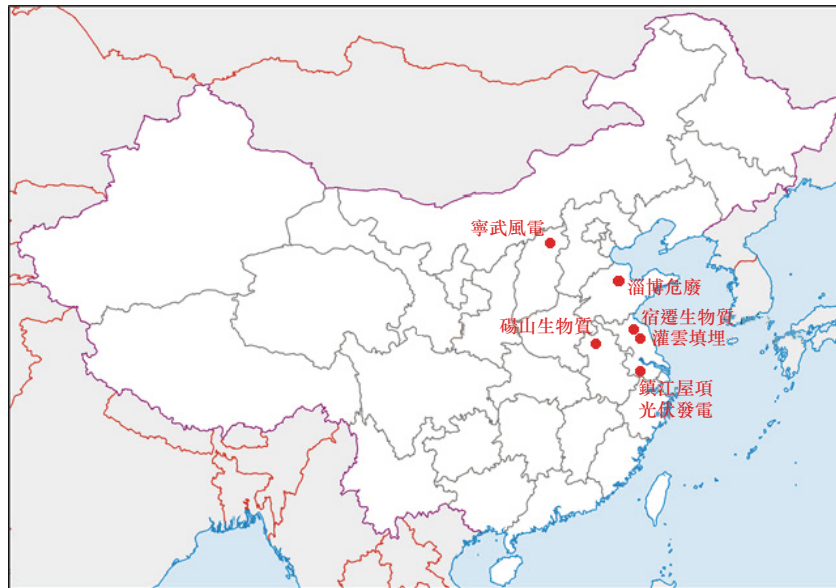 寧武風電
淄博危廢
宿遷生物質
碭山生物質
灌雲填埋
鎮江屋項
光伏發電